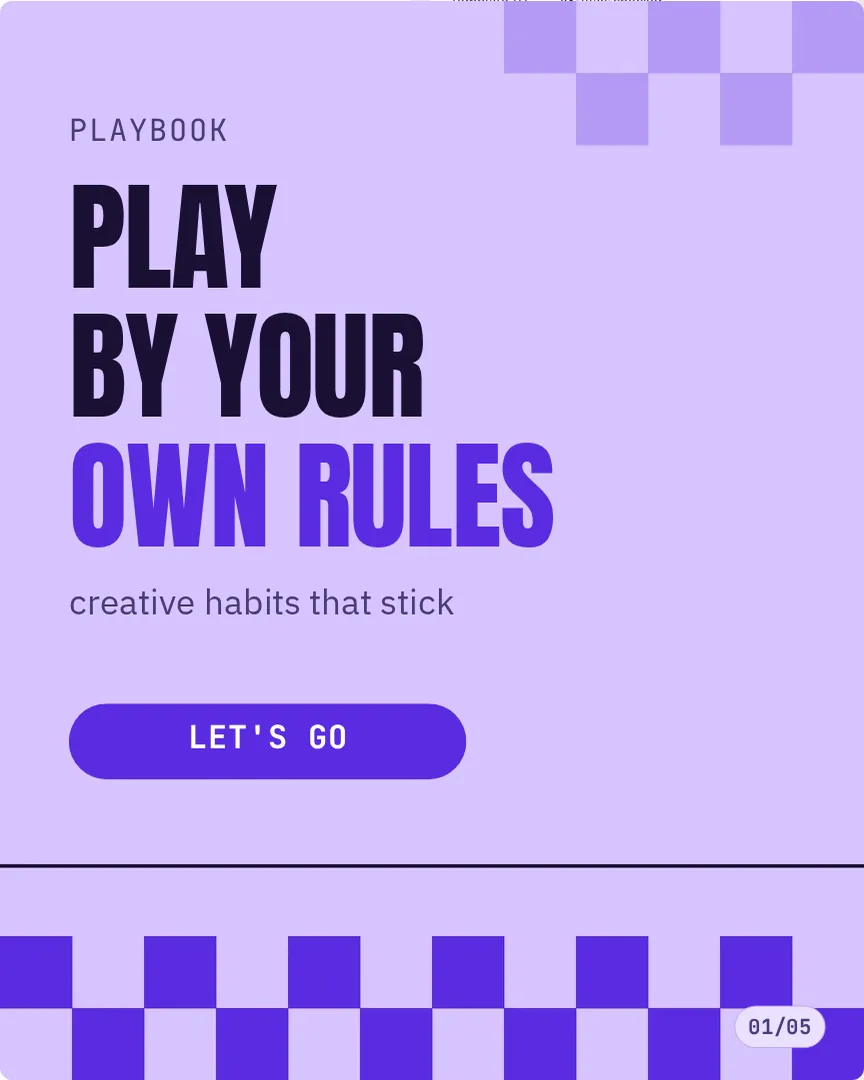 PLAYBOOK
PLAY
BY YOUR
OWN RULES
creative habits that stick
LET'S GO
01/05